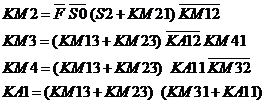 KM2 = F̅ S̅0̅ (S2 + KM21) K̅M̅1̅2̅
KM3 = (KM13 + KM23) K̅A̅1̅2̅ KM41
KM4 = (KM13 + KM23) KA11 K̅M̅3̅2̅
KA1 = (KM13 + KM23) (KM31 + KA11)